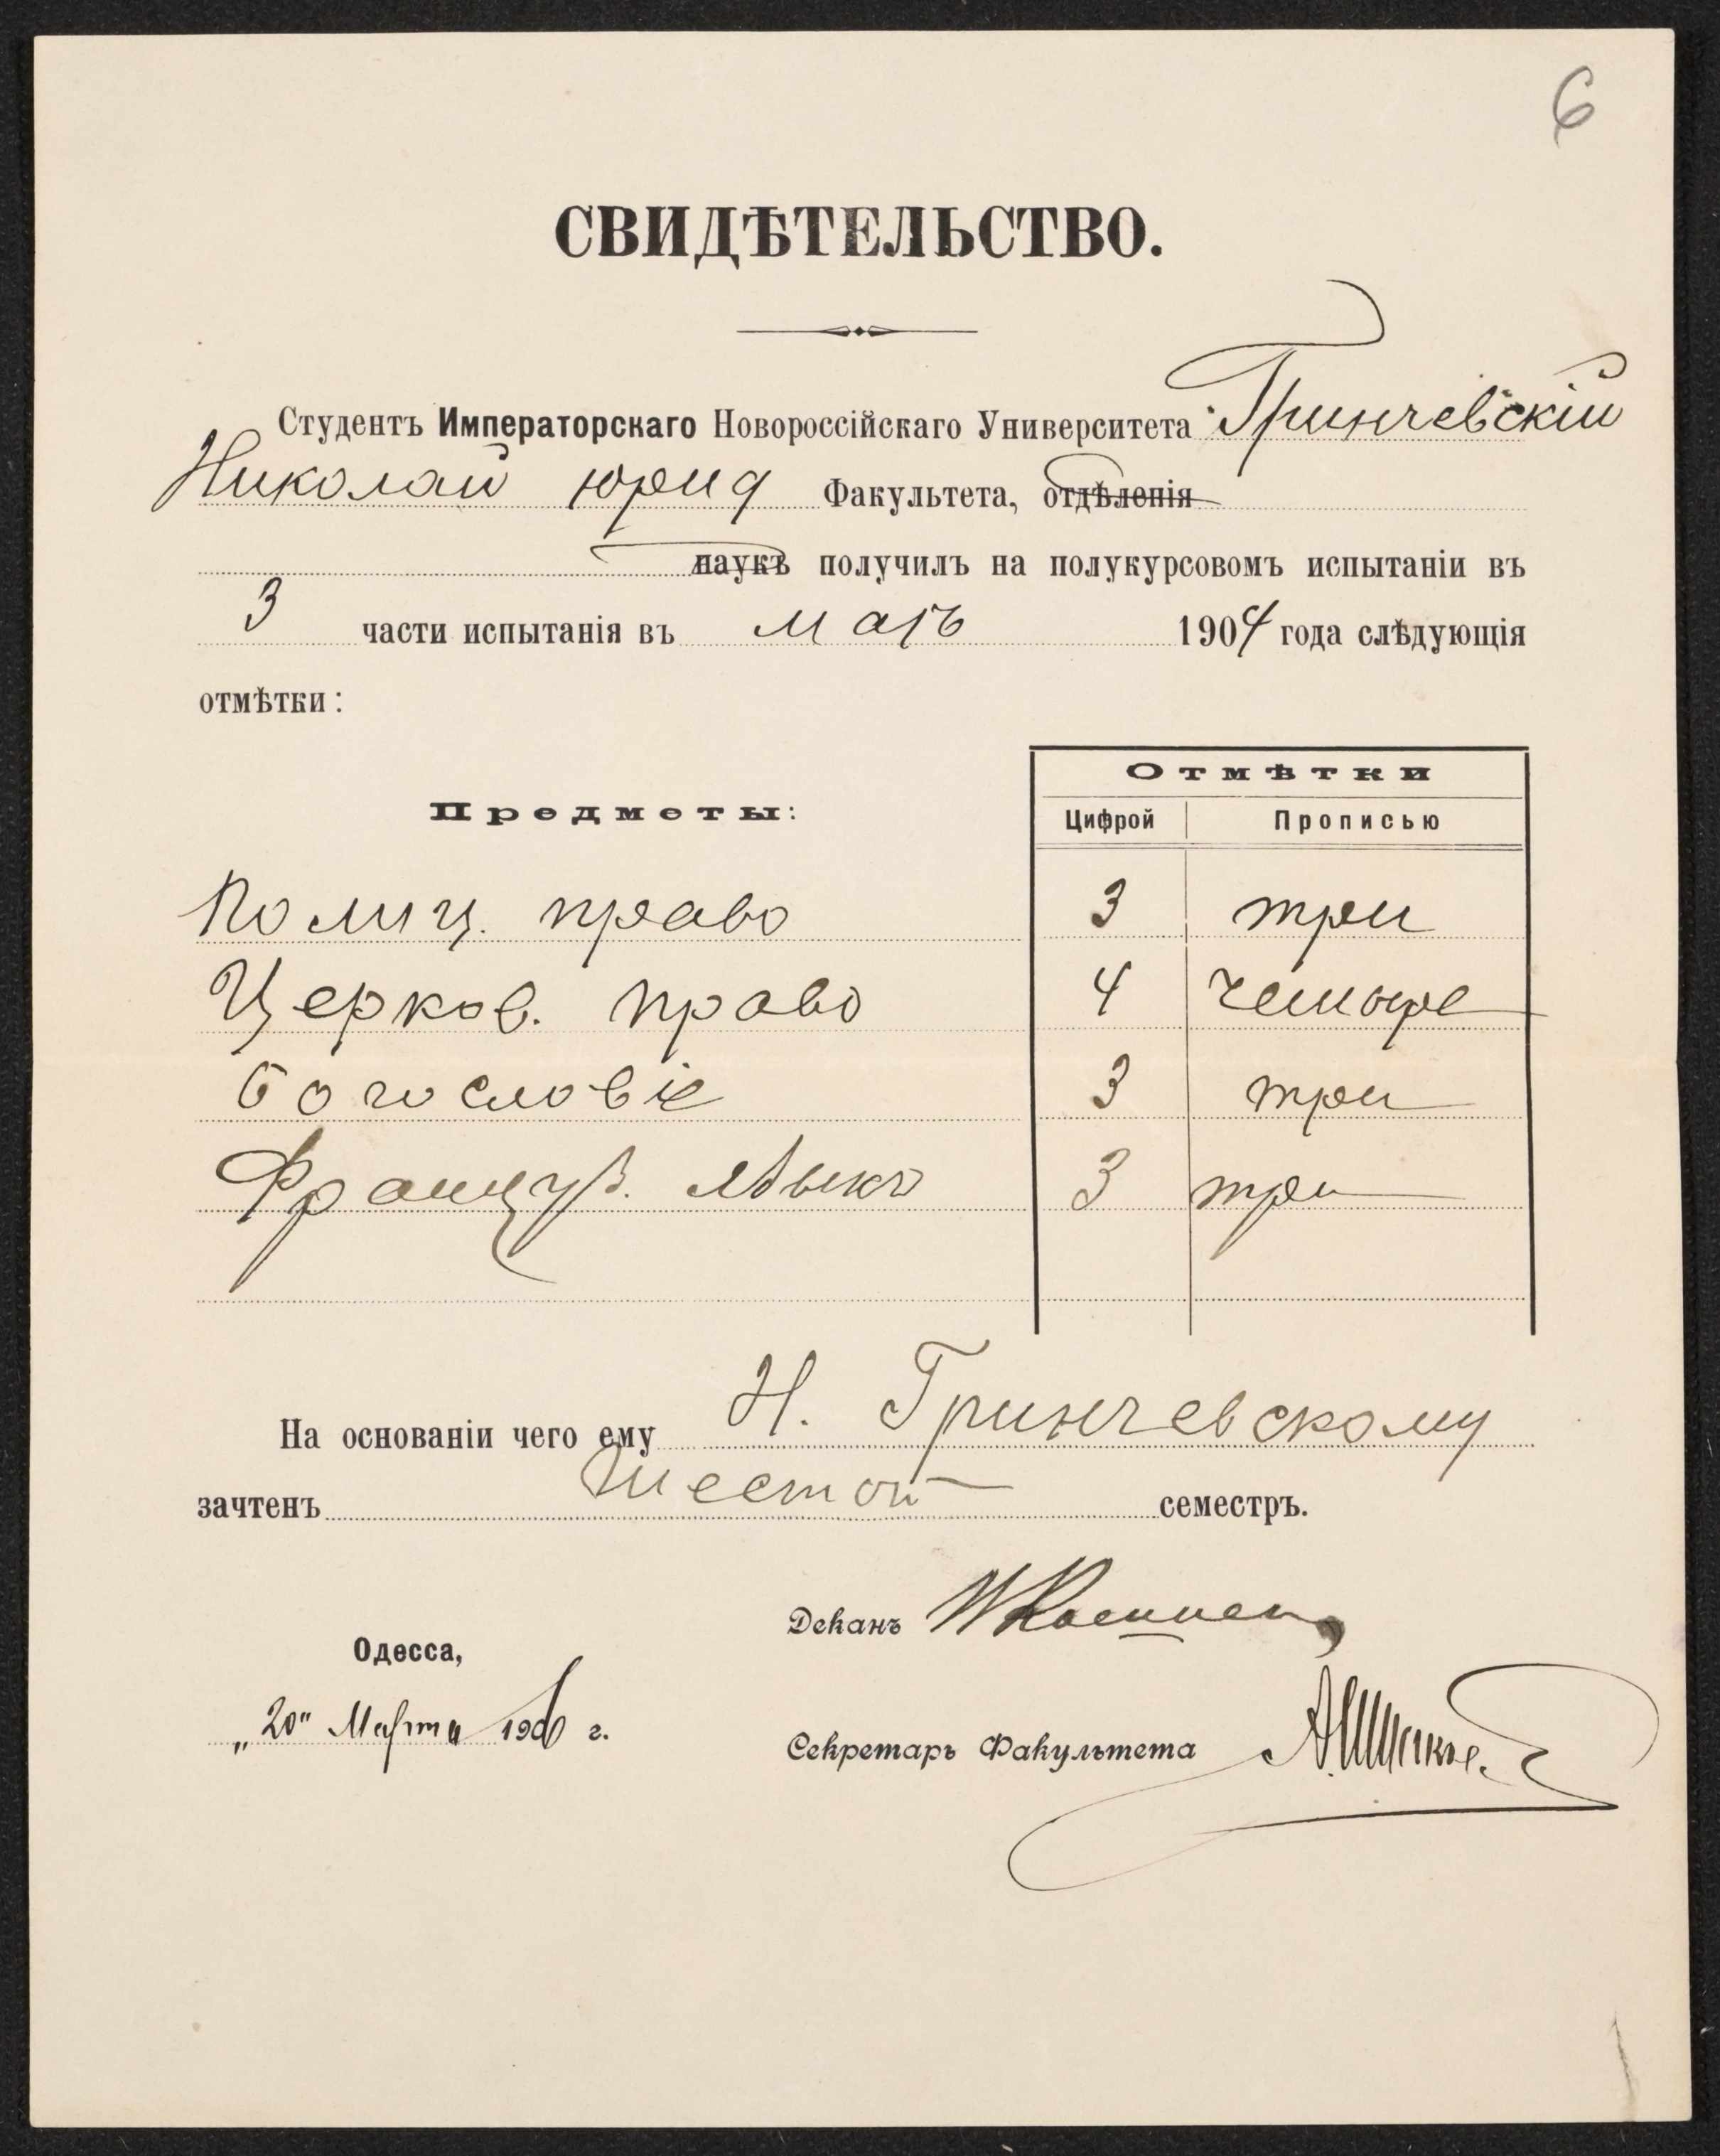 6
СВИДѢТЕЛЬСТВО.
Студентъ Императорскаго Новороссійскаго Университета Гринчевскій
Николай юрид Факультета, отдѣленія
наукъ получилъ на полукурсовомъ испытаніи въ
3 части испытанія въ маѣ 1904 года слѣдующія
отмѣтки:
Предметы:
Отмѣтки
Цифрой Прописью
Полиц. право 3 три
Церков. право 4 четыре
Богословіе 3 три
Француз. языкъ 3 три
На основаніи чего ему Н. Гринчевскому
зачтенъ Шестой семестръ.
Деканъ
Одесса,
„20" Марта 1906 г.
Секретарь Факультета